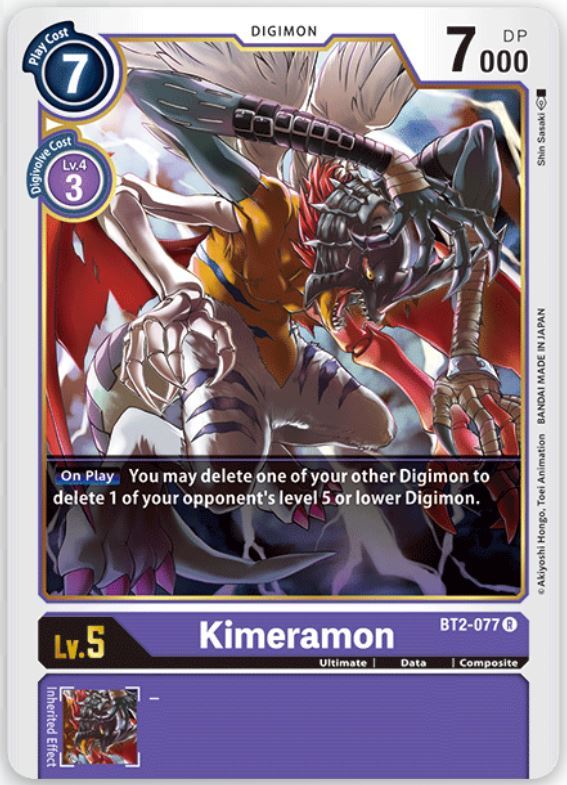 Play Cost
7
DIGIMON
7000
DP
Digivolve Cost
Lv.4
3
Shin Sasaki
© Akiyoshi Hongo, Toei Animation BANDAI MADE IN JAPAN
On Play You may delete one of your other Digimon to
delete 1 of your opponent's level 5 or lower Digimon.
Lv.5
Kimeramon
BT2-077 R
Ultimate | Data | Composite
Inherited Effect
–